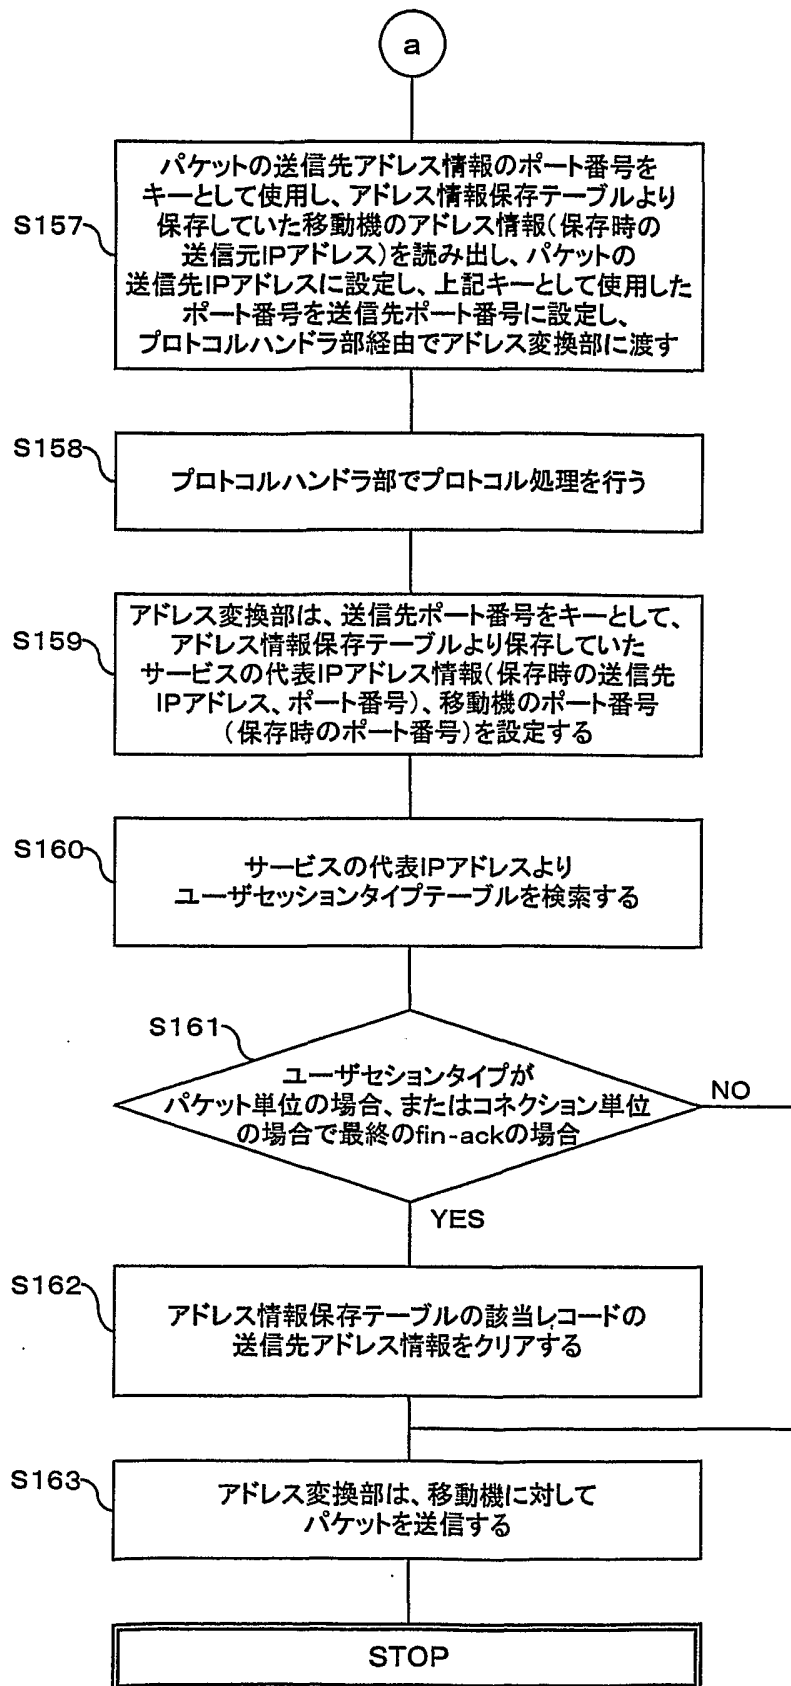 a
パケットの送信先アドレス情報のポート番号を
キーとして使用し、アドレス情報保存テーブルより
保存していた移動機のアドレス情報(保存時の
送信元IPアドレス)を読み出し、パケットの
送信先IPアドレスに設定し、上記キーとして使用した
ポート番号を送信先ポート番号に設定し、
プロトコルハンドラ部経由でアドレス変換部に渡す
S157
S158
プロトコルハンドラ部でプロトコル処理を行う
アドレス変換部は、送信先ポート番号をキーとして、
アドレス情報保存テーブルより保存していた
サービスの代表IPアドレス情報(保存時の送信先
IPアドレス、ポート番号)、移動機のポート番号
(保存時のポート番号)を設定する
S159
S160
サービスの代表IPアドレスより
ユーザセッションタイプテーブルを検索する
S161
ユーザセションタイプが
パケット単位の場合、またはコネクション単位
の場合で最終のfin-ackの場合
NO
YES
S162
アドレス情報保存テーブルの該当レコードの
送信先アドレス情報をクリアする
S163
アドレス変換部は、移動機に対して
パケットを送信する
STOP